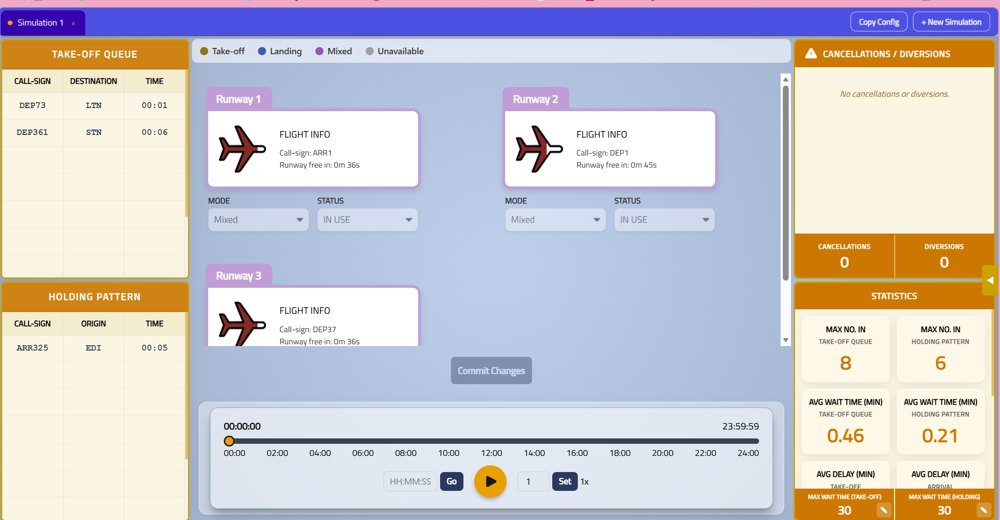 Simulation 1 ×
Copy Config
+ New Simulation
TAKE-OFF QUEUE
CALL-SIGN DESTINATION TIME
DEP73 LTN 00:01
DEP361 STN 00:06
HOLDING PATTERN
CALL-SIGN ORIGIN TIME
ARR325 EDI 00:05
Take-off Landing Mixed Unavailable
Runway 1
FLIGHT INFO
Call-sign: ARR1
Runway free in: 0m 36s
MODE STATUS
Mixed IN USE
Runway 2
FLIGHT INFO
Call-sign: DEP1
Runway free in: 0m 45s
MODE STATUS
Mixed IN USE
Runway 3
FLIGHT INFO
Call-sign: DEP37
Runway free in: 0m 36s
Commit Changes
00:00:00 23:59:59
00:00 02:00 04:00 06:00 08:00 10:00 12:00 14:00 16:00 18:00 20:00 22:00 24:00
HH:MM:SS Go 1 Set 1x
CANCELLATIONS / DIVERSIONS
No cancellations or diversions.
CANCELLATIONS DIVERSIONS
0 0
STATISTICS
MAX NO. IN
TAKE-OFF QUEUE
8
MAX NO. IN
HOLDING PATTERN
6
AVG WAIT TIME (MIN)
TAKE-OFF QUEUE
0.46
AVG WAIT TIME (MIN)
HOLDING PATTERN
0.21
AVG DELAY (MIN)
TAKE-OFF
AVG DELAY (MIN)
ARRIVAL
MAX WAIT TIME (TAKE-OFF)
30
MAX WAIT TIME (HOLDING)
30